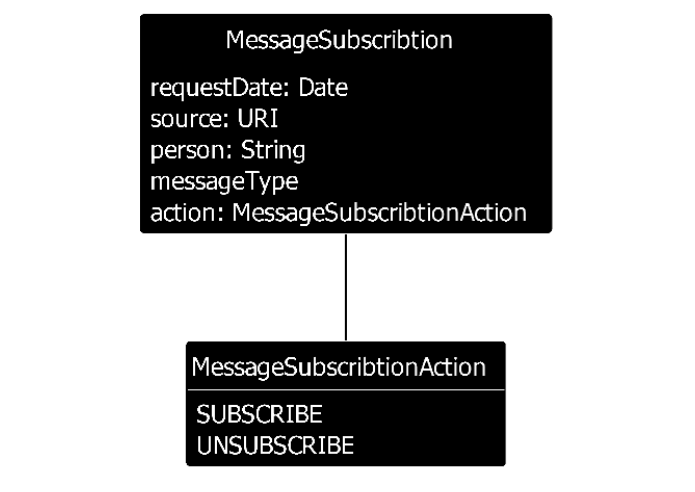 MessageSubscribtion
requestDate: Date
source: URI
person: String
messageType
action: MessageSubscribtionAction
MessageSubscribtionAction
SUBSCRIBE
UNSUBSCRIBE